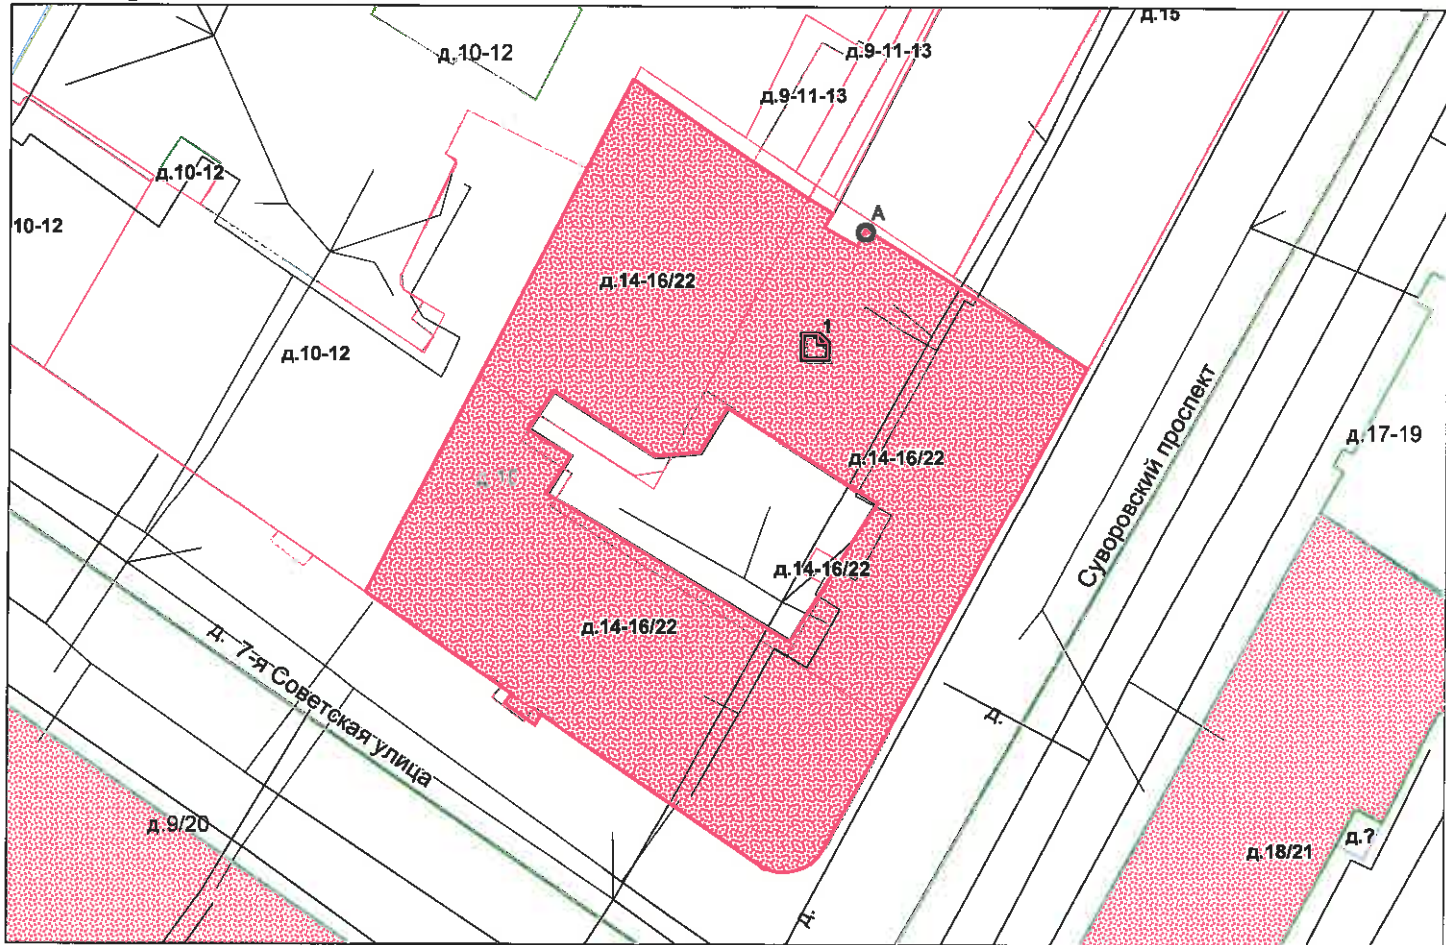 д.15
д.10-12
д.9-11-13
д.9-11-13
д.10-12
10-12
А
д.14-16/22
1
д.10-12
Суворовский проспект
д.17-19
д.14-16/22
д.14-16/22
д.14-16/22
д. 7-я Советская улица
д.
д.9/20
д.?
д.18/21
д.